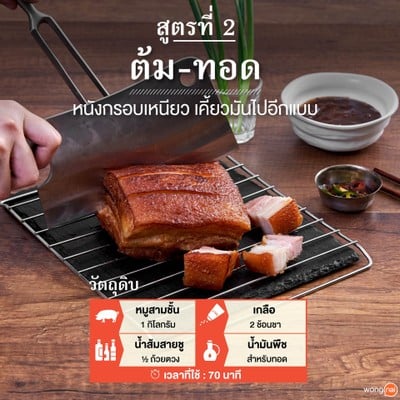 สูตรที่ 2
ต้ม-ทอด
หนังกรอบเหนียว เคี้ยวมันไปอีกแบบ
วัตถุดิบ
หมูสามชั้น
1 กิโลกรัม
เกลือ
2 ช้อนชา
น้ำส้มสายชู
½ ถ้วยตวง
น้ำมันพืช
สำหรับทอด
เวลาที่ใช้ : 70 นาที
wongnai